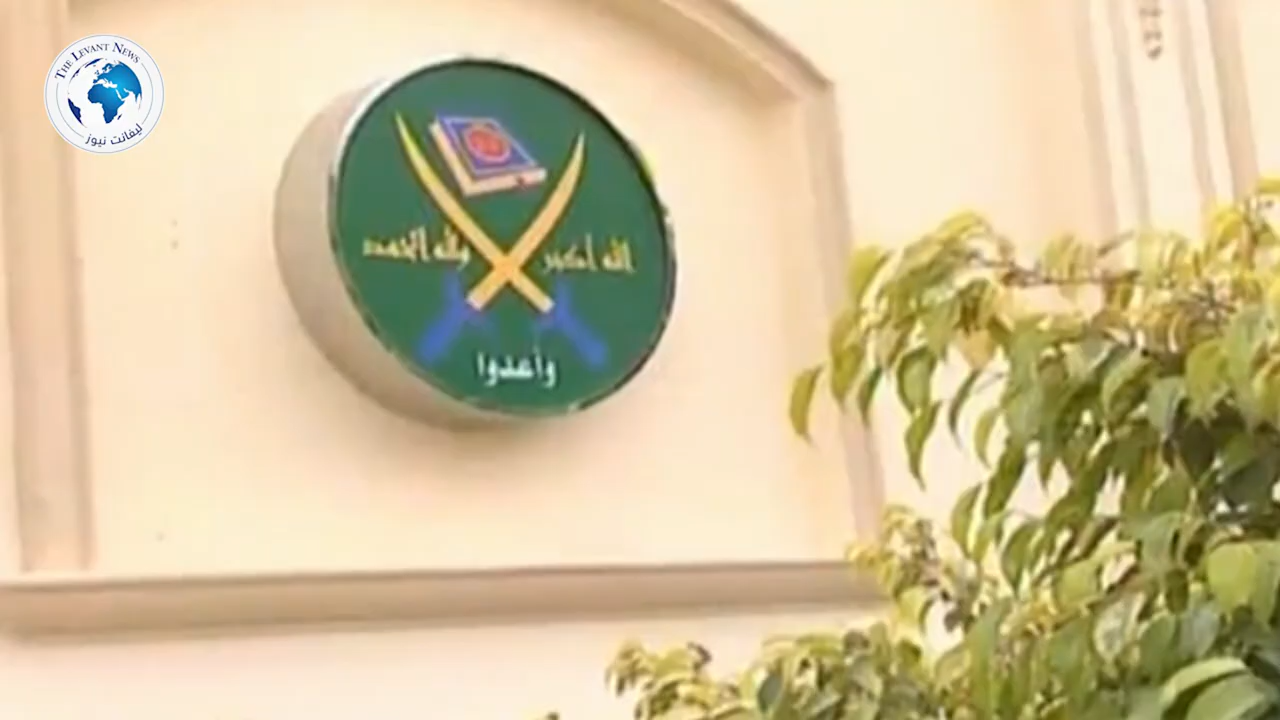 THE LEVANT NEWS
ليفانت نيوز
الله أكبر ولله الحمد
وأعدوا